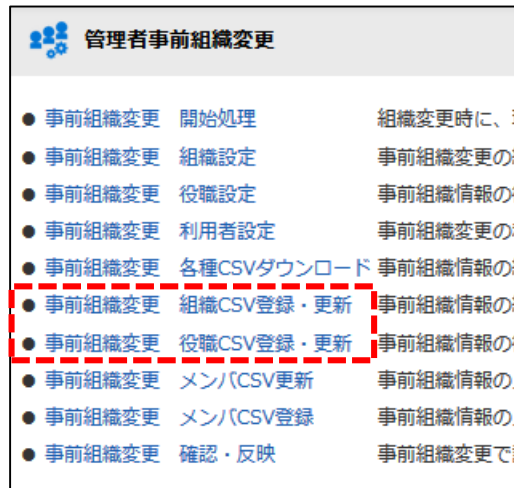 管理者事前組織変更
● 事前組織変更 開始処理 組織変更時に、
● 事前組織変更 組織設定 事前組織変更の
● 事前組織変更 役職設定 事前組織情報の
● 事前組織変更 利用者設定 事前組織変更の
● 事前組織変更 各種CSVダウンロード 事前組織情報の
● 事前組織変更 組織CSV登録・更新 事前組織情報の
● 事前組織変更 役職CSV登録・更新 事前組織情報の
● 事前組織変更 メンバCSV更新 事前組織情報の
● 事前組織変更 メンバCSV登録 事前組織情報の
● 事前組織変更 確認・反映 事前組織変更で